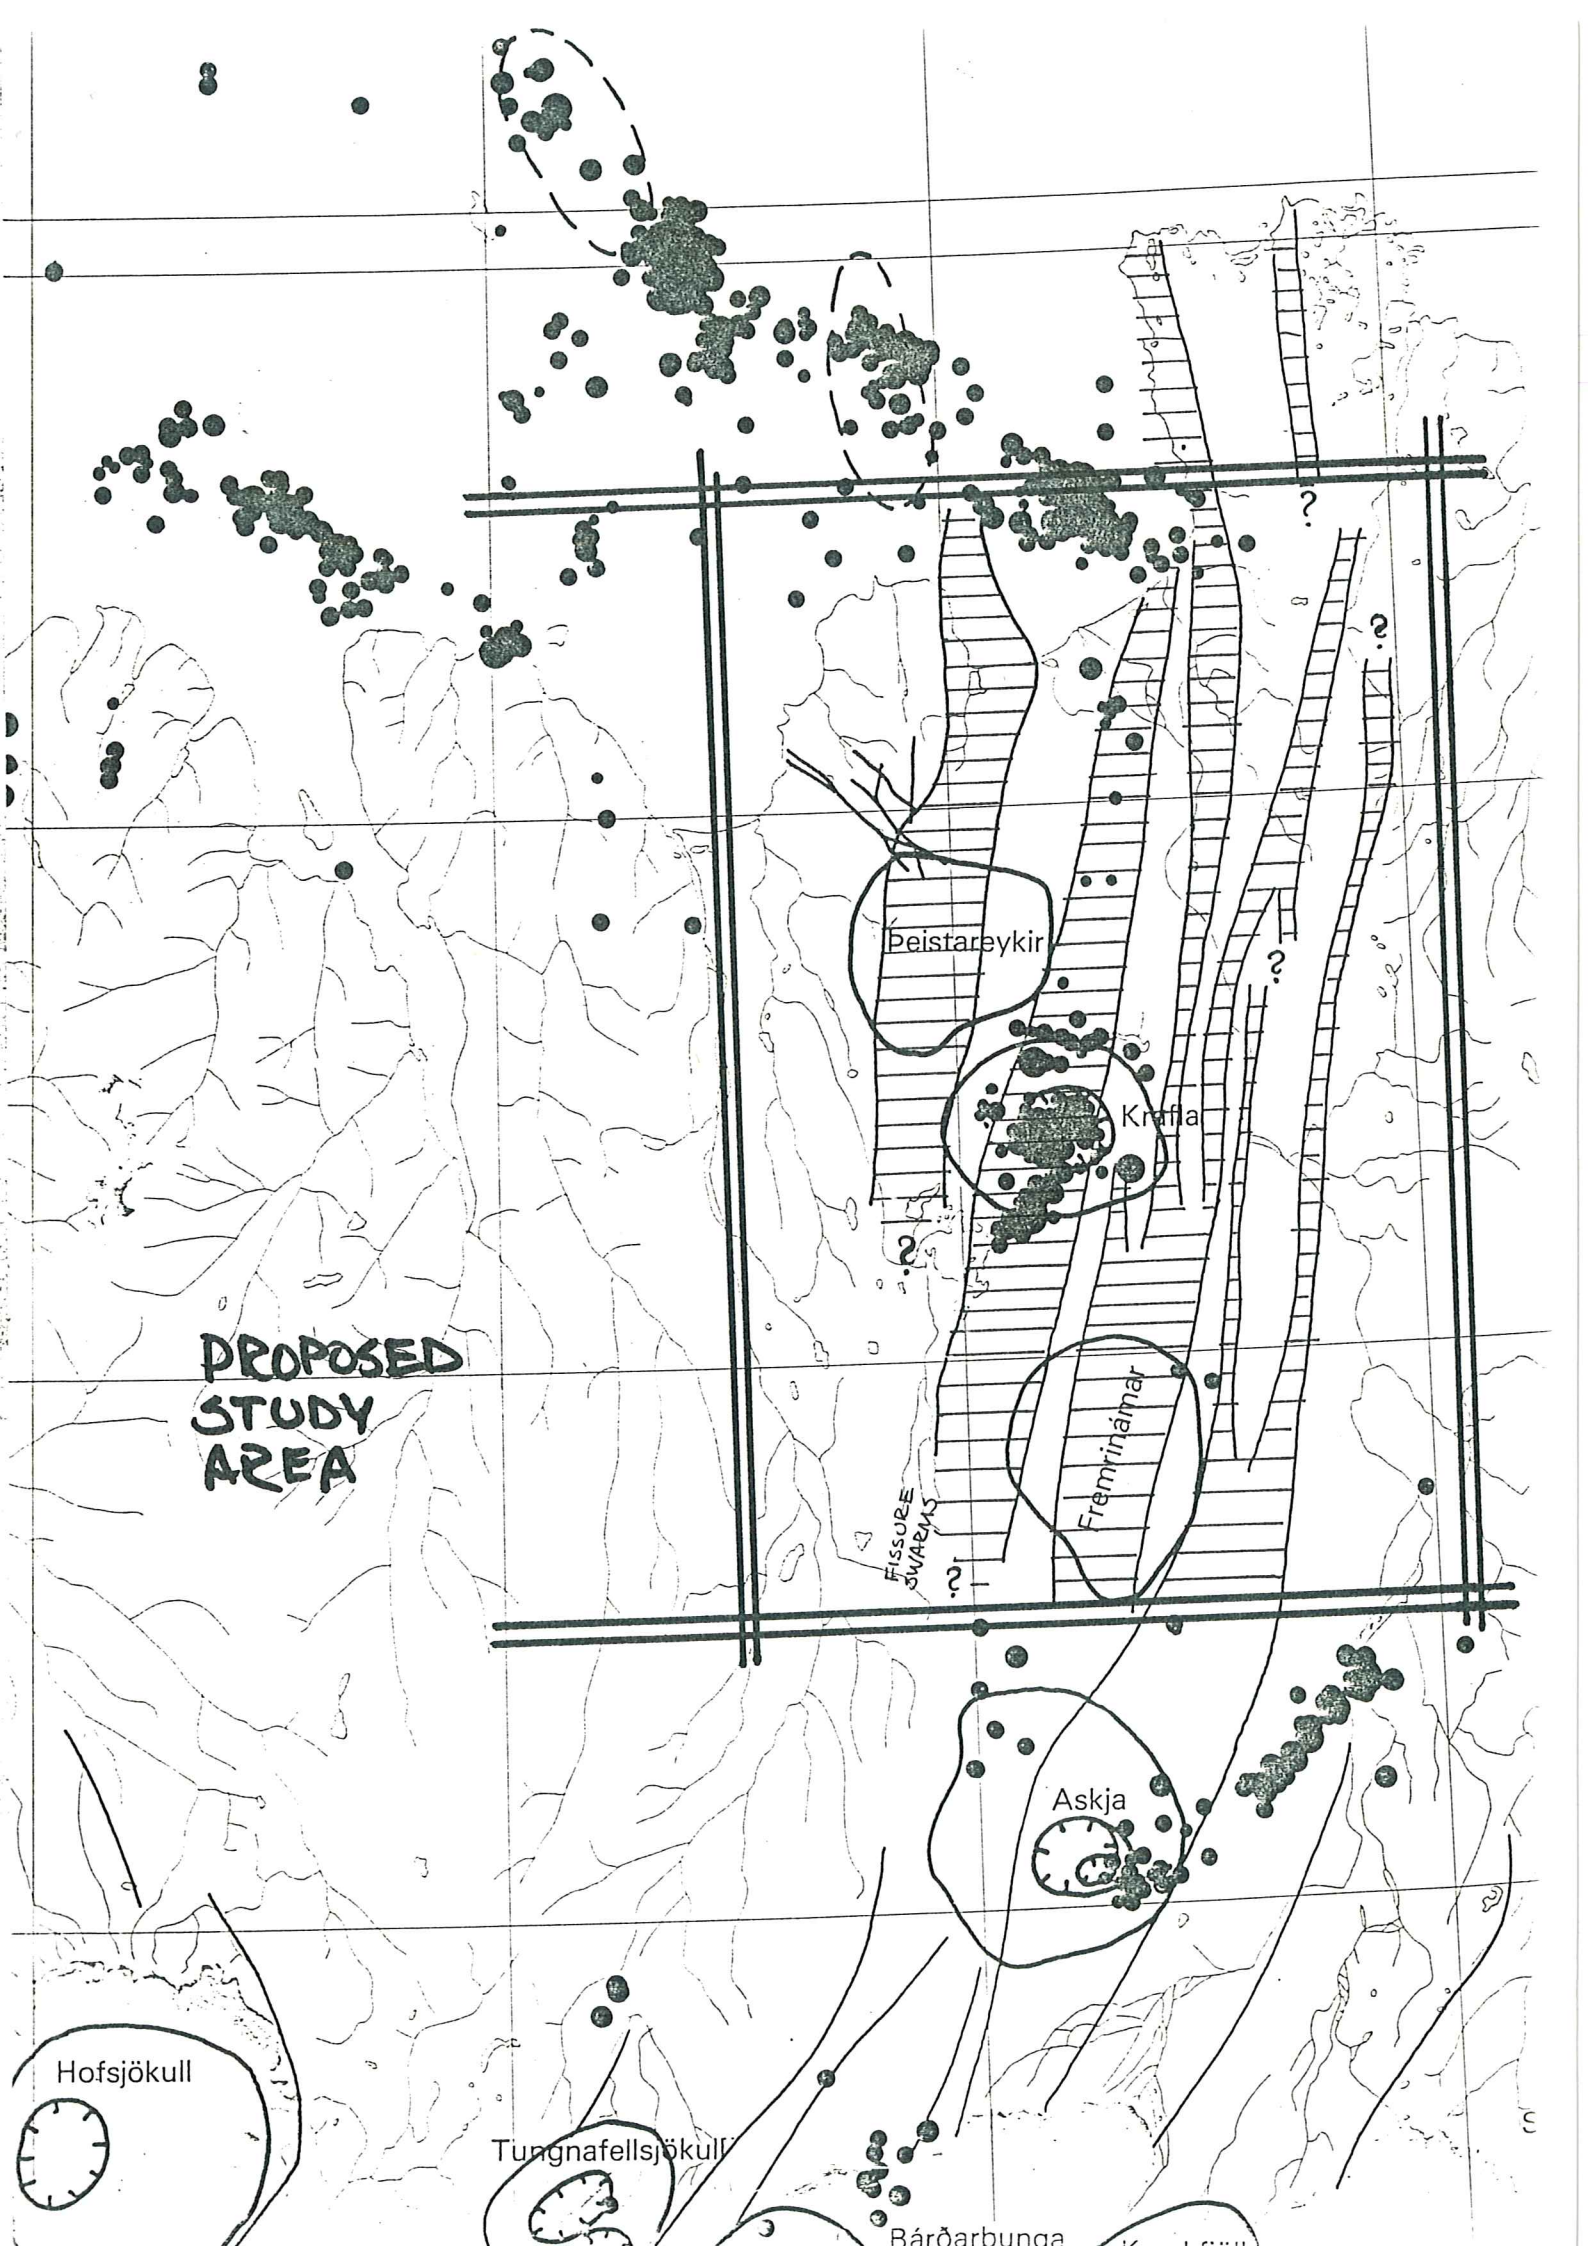 ?
?
Þeistareykir
?
Krafla
?
PROPOSED
STUDY
AREA
Fremrinámar
FISSURE
SWARMS
?
Askja
Hofsjökull
Tungnafellsjökull
Bárðarbunga